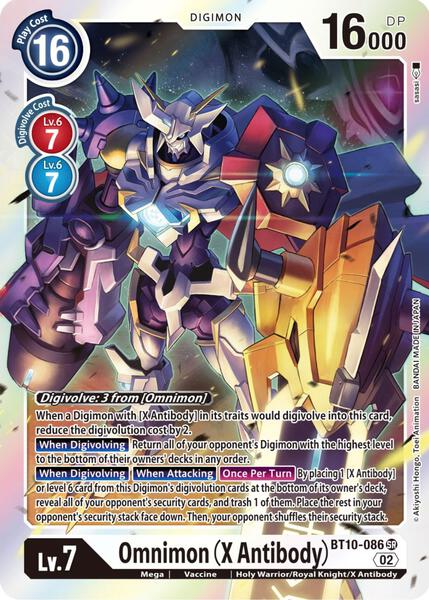 Play Cost
16
DIGIMON
DP
16000
Digivolve Cost
Lv.6
7
Lv.6
7
sasasi
Digivolve: 3 from [Omnimon]
When a Digimon with [X Antibody] in its traits would digivolve into this card,
reduce the digivolution cost by 2.
When Digivolving Return all of your opponent's Digimon with the highest level
to the bottom of their owners' decks in any order.
When Digivolving When Attacking Once Per Turn By placing 1 [X Antibody]
or level 6 card from this Digimon's digivolution cards at the bottom of its owner's deck,
reveal all of your opponent's security cards, and trash 1 of them. Place the rest in your
opponent's security stack face down. Then, your opponent shuffles their security stack.
©Akiyoshi Hongo, Toei Animation BANDAI MADE IN JAPAN
Lv.7
Omnimon (X Antibody)
BT10-086 SR
02
Mega
Vaccine
Holy Warrior/Royal Knight/X Antibody